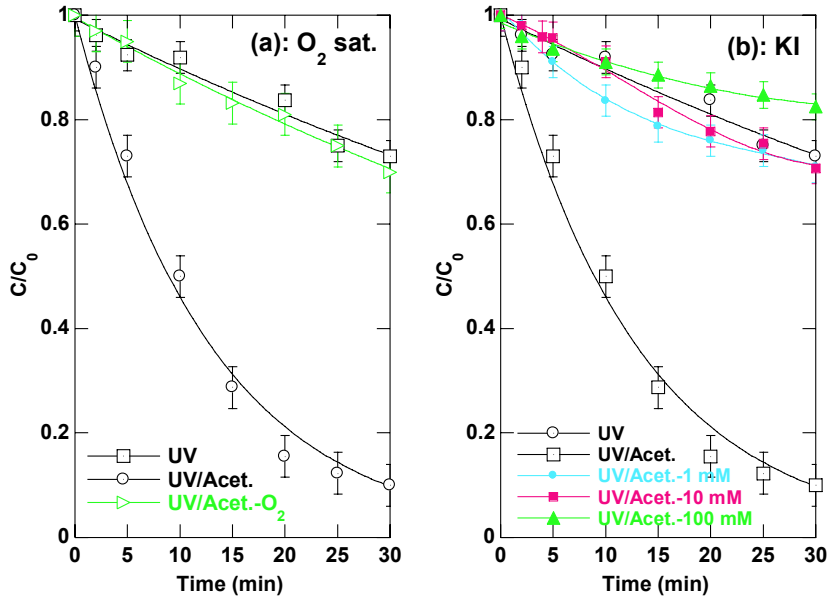 (a): O₂ sat.
1
0.8
0.6
0.4
0.2
0
C/C₀
0 5 10 15 20 25 30
Time (min)
UV
UV/Acet.
UV/Acet.-O₂
(b): KI
1
0.8
0.6
0.4
0.2
0
C/C₀
0 5 10 15 20 25 30
Time (min)
UV
UV/Acet.
UV/Acet.-1 mM
UV/Acet.-10 mM
UV/Acet.-100 mM